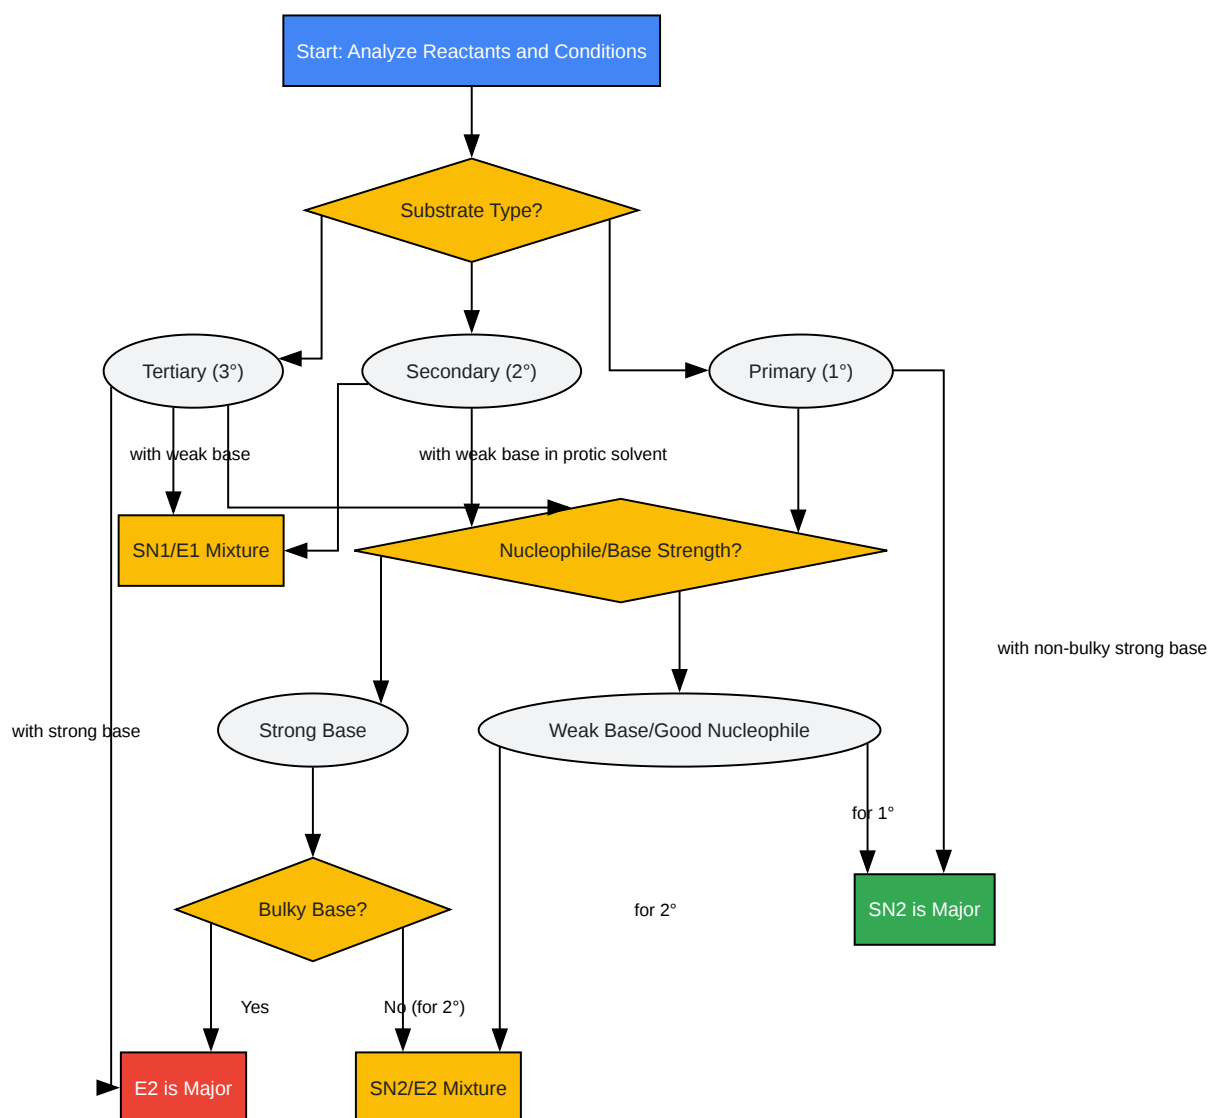 Start: Analyze Reactants and Conditions
Substrate Type?
Tertiary (3°)
Secondary (2°)
Primary (1°)
with weak base
with weak base in protic solvent
SN1/E1 Mixture
Nucleophile/Base Strength?
with non-bulky strong base
with strong base
Strong Base
Weak Base/Good Nucleophile
for 1°
Bulky Base?
for 2°
SN2 is Major
Yes
No (for 2°)
E2 is Major
SN2/E2 Mixture